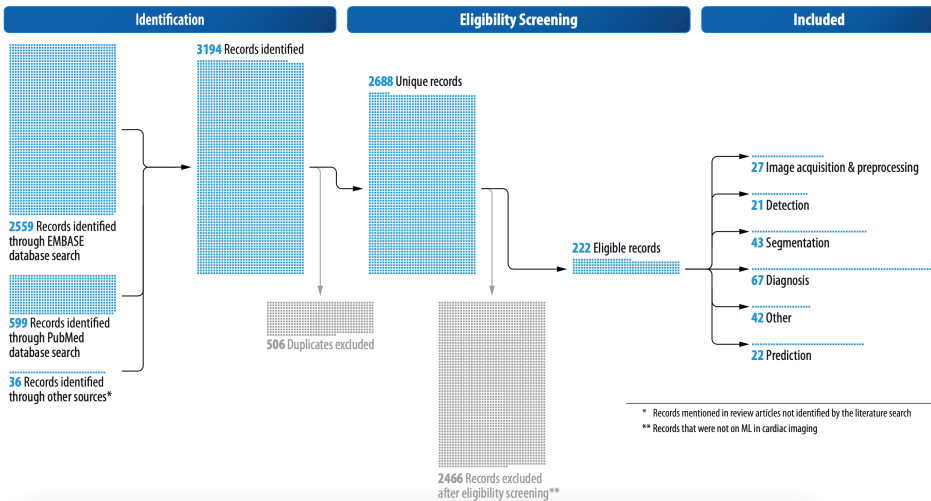 Identification
Eligibility Screening
Included
2559 Records identified
through EMBASE
database search
599 Records identified
through PubMed
database search
36 Records identified
through other sources*
3194 Records identified
506 Duplicates excluded
2688 Unique records
2466 Records excluded
after eligibility screening**
222 Eligible records
27 Image acquisition & preprocessing
21 Detection
43 Segmentation
67 Diagnosis
42 Other
22 Prediction
* Records mentioned in review articles not identified by the literature search
** Records that were not on ML in cardiac imaging